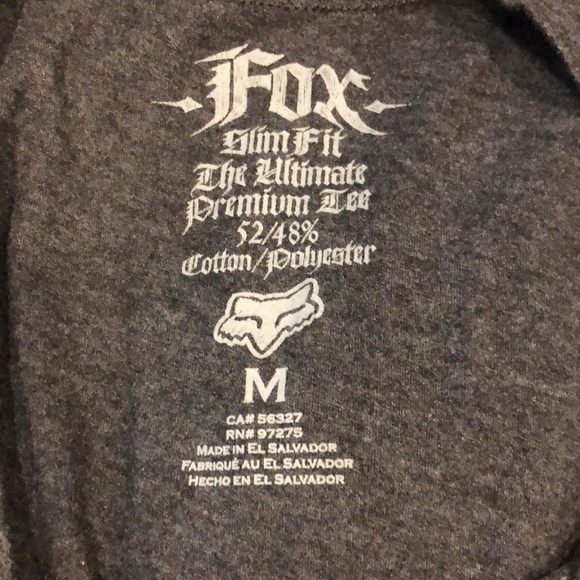 Fox
Slim Fit
The Ultimate
Premium Tee
52/48%
Cotton/Polyester
M
CA# 56327
RN# 97275
MADE IN EL SALVADOR
FABRIQUÉ AU EL SALVADOR
HECHO EN EL SALVADOR